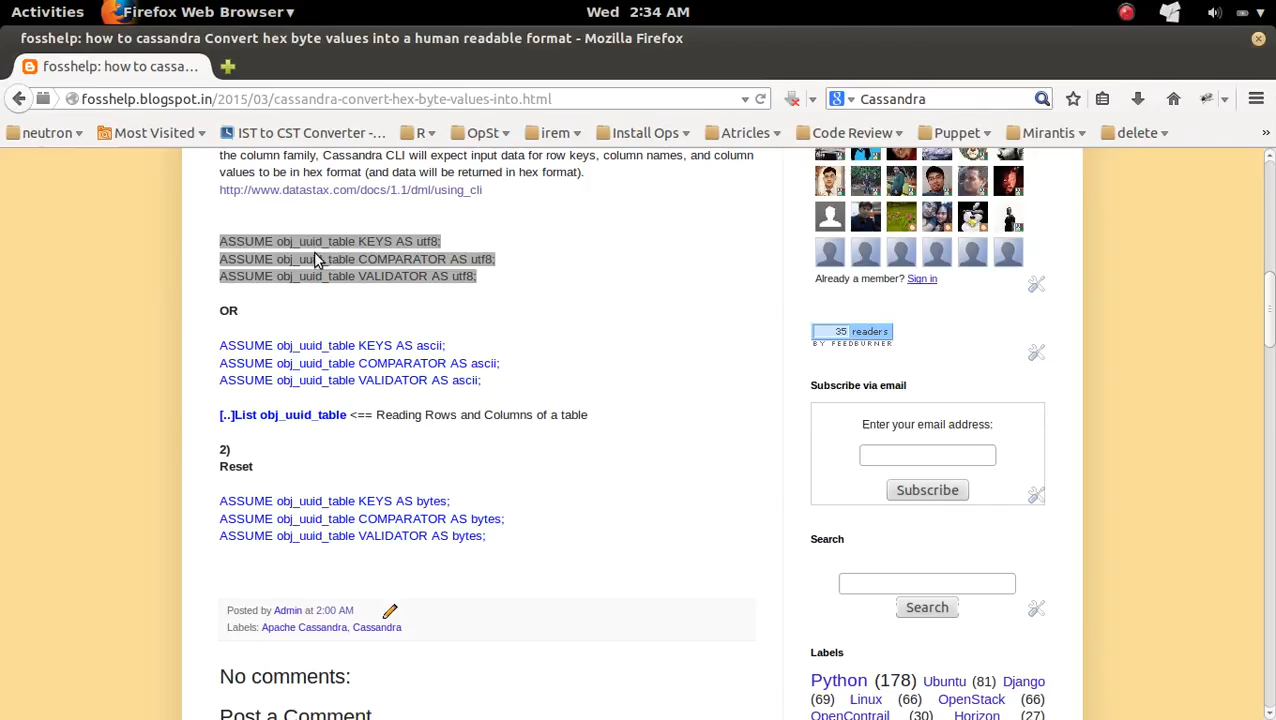 Activities
Firefox Web Browser ▾
Wed 2:34 AM
fosshelp: how to cassandra Convert hex byte values into a human readable format - Mozilla Firefox
fosshelp: how to cassa...
fosshelp.blogspot.in/2015/03/cassandra-convert-hex-byte-values-into.html
Cassandra
neutron
Most Visited
IST to CST Converter -...
R
OpSt
irem
Install Ops
Atricles
Code Review
Puppet
Mirantis
delete
»
the column family, Cassandra CLI will expect input data for row keys, column names, and column
values to be in hex format (and data will be returned in hex format).
http://www.datastax.com/docs/1.1/dml/using_cli
ASSUME obj_uuid_table KEYS AS utf8;
ASSUME obj_uuid_table COMPARATOR AS utf8;
ASSUME obj_uuid_table VALIDATOR AS utf8;
OR
ASSUME obj_uuid_table KEYS AS ascii;
ASSUME obj_uuid_table COMPARATOR AS ascii;
ASSUME obj_uuid_table VALIDATOR AS ascii;
[..]List obj_uuid_table <== Reading Rows and Columns of a table
2)
Reset
ASSUME obj_uuid_table KEYS AS bytes;
ASSUME obj_uuid_table COMPARATOR AS bytes;
ASSUME obj_uuid_table VALIDATOR AS bytes;
Posted by Admin at 2:00 AM
Labels: Apache Cassandra, Cassandra
No comments:
Post a Comment
Already a member? Sign in
35 readers
BY FEEDBURNER
Subscribe via email
Enter your email address:
Subscribe
Search
Search
Labels
Python (178) Ubuntu (81) Django
(69) Linux (66) OpenStack (66)
OpenContrail (30) Horizon (27)